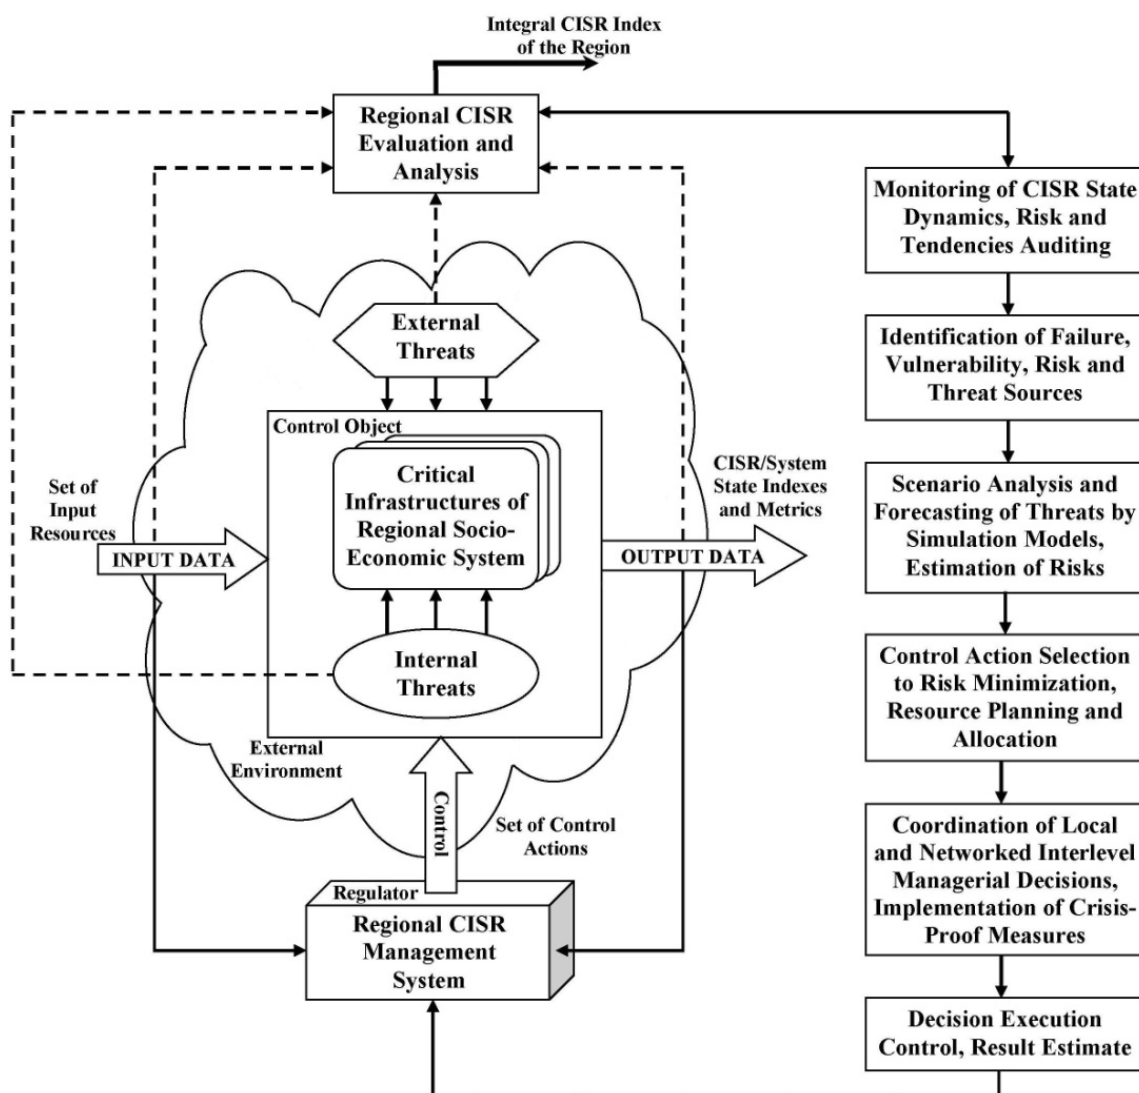 Integral CISR Index
of the Region
Regional CISR
Evaluation and
Analysis
Monitoring of CISR State
Dynamics, Risk and
Tendencies Auditing
Identification of Failure,
Vulnerability, Risk and
Threat Sources
Scenario Analysis and
Forecasting of Threats by
Simulation Models,
Estimation of Risks
Control Action Selection
to Risk Minimization,
Resource Planning and
Allocation
Coordination of Local
and Networked Interlevel
Managerial Decisions,
Implementation of Crisis-
Proof Measures
Decision Execution
Control, Result Estimate
External
Threats
Control Object
Critical
Infrastructures of
Regional Socio-
Economic System
Internal
Threats
Set of
Input
Resources
INPUT DATA
CISR/System
State Indexes
and Metrics
OUTPUT DATA
External
Environment
Control
Set of Control
Actions
Regulator
Regional CISR
Management
System